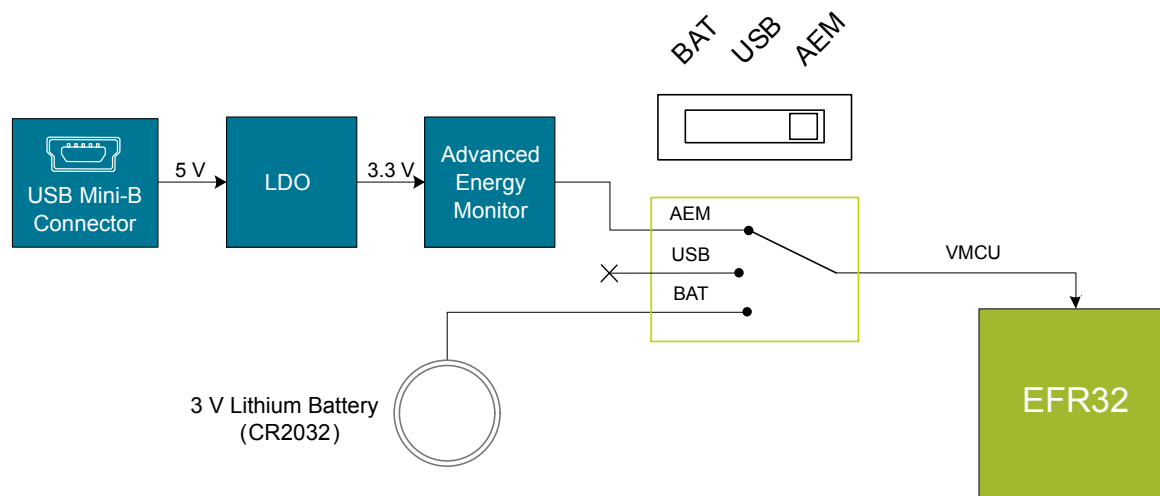 BAT
USB
AEM
USB Mini-B
Connector
5 V
LDO
3.3 V
Advanced
Energy
Monitor
AEM
USB
BAT
VMCU
3 V Lithium Battery
(CR2032)
EFR32